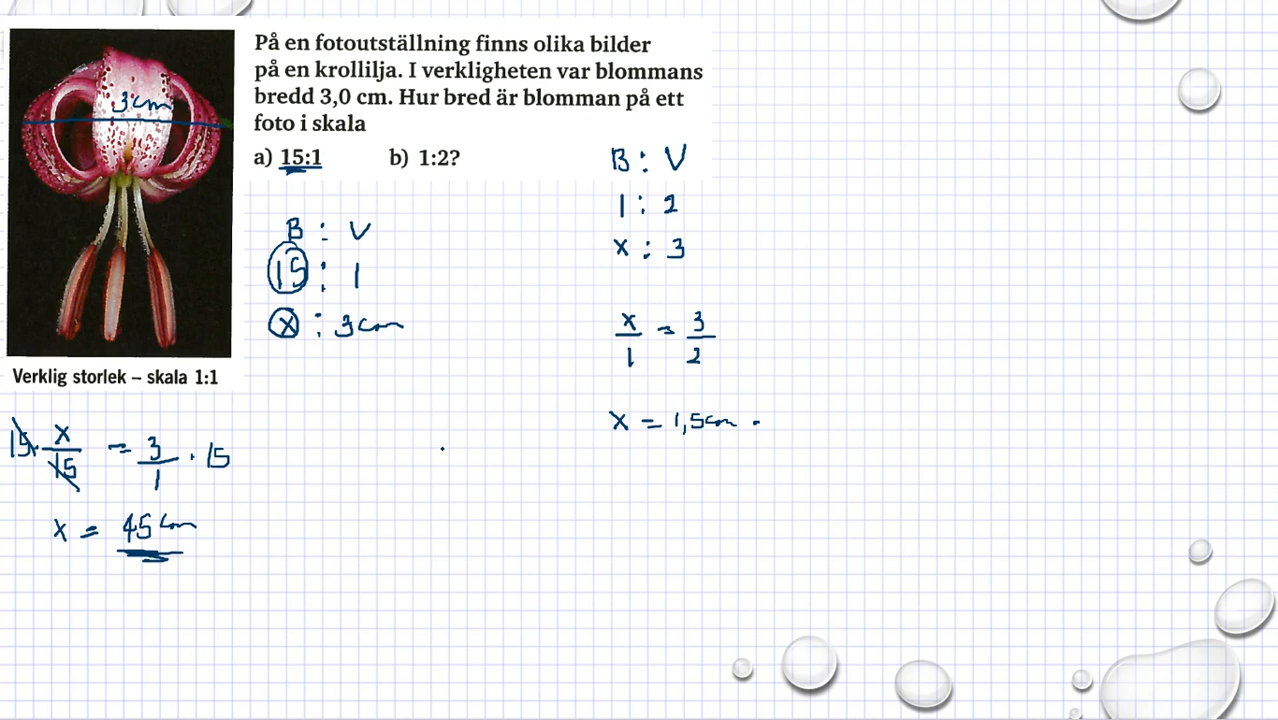 3cm
På en fotoutställning finns olika bilder
på en krollilja. I verkligheten var blommans
bredd 3,0 cm. Hur bred är blomman på ett
foto i skala
a) 15:1 b) 1:2?
Verklig storlek – skala 1:1
B : V
15 : 1
x : 3cm
15 · x/15 = 3/1 · 15
x = 45 cm
B : V
1 : 2
x : 3
x/1 = 3/2
x = 1,5cm .